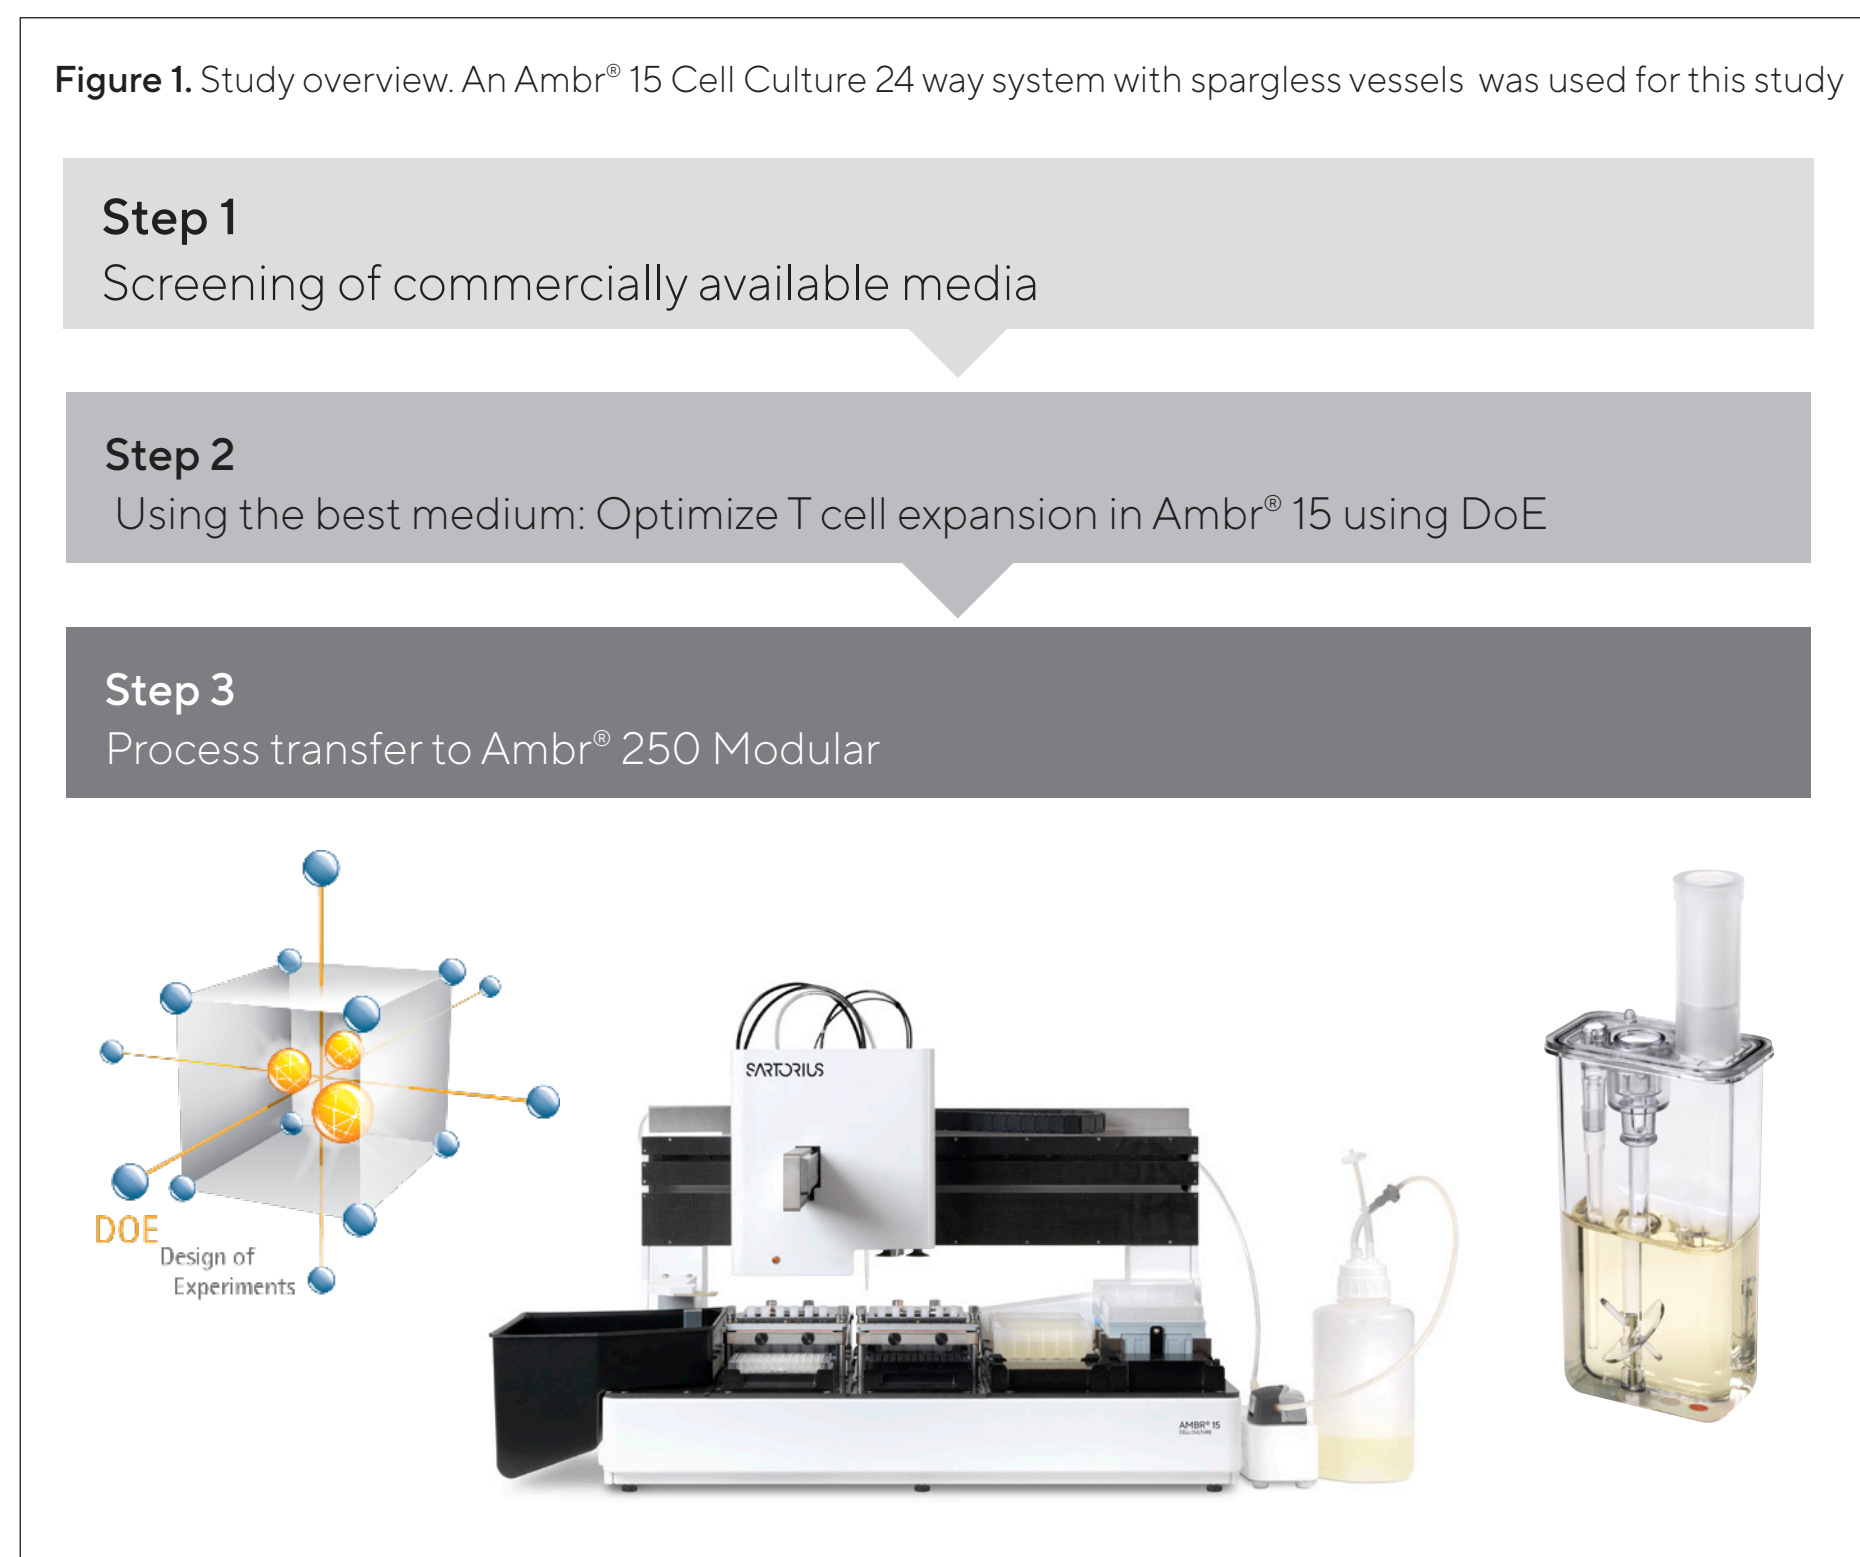 Figure 1. Study overview. An Ambr® 15 Cell Culture 24 way system with spargless vessels was used for this study
Step 1
Screening of commercially available media
Step 2
Using the best medium: Optimize T cell expansion in Ambr® 15 using DoE
Step 3
Process transfer to Ambr® 250 Modular
SARTORIUS
DOE
Design of
Experiments
AMBR® 15
CELL CULTURE